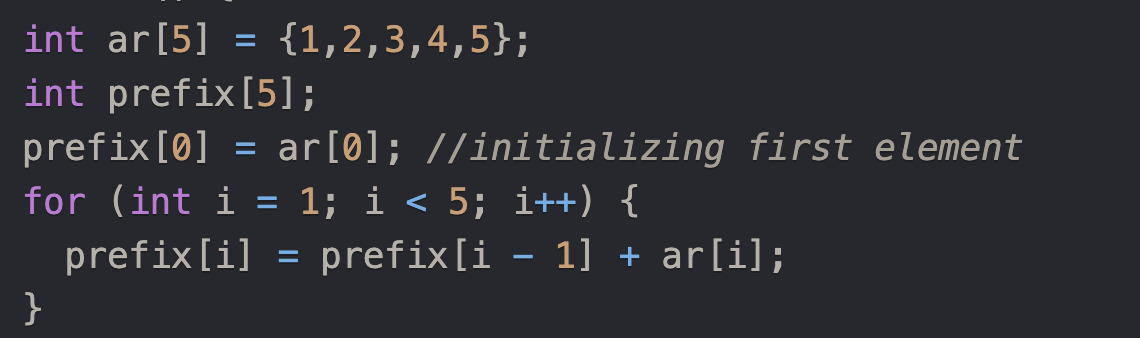 int ar[5] = {1,2,3,4,5};
int prefix[5];
prefix[0] = ar[0]; //initializing first element
for (int i = 1; i < 5; i++) {
  prefix[i] = prefix[i - 1] + ar[i];
}